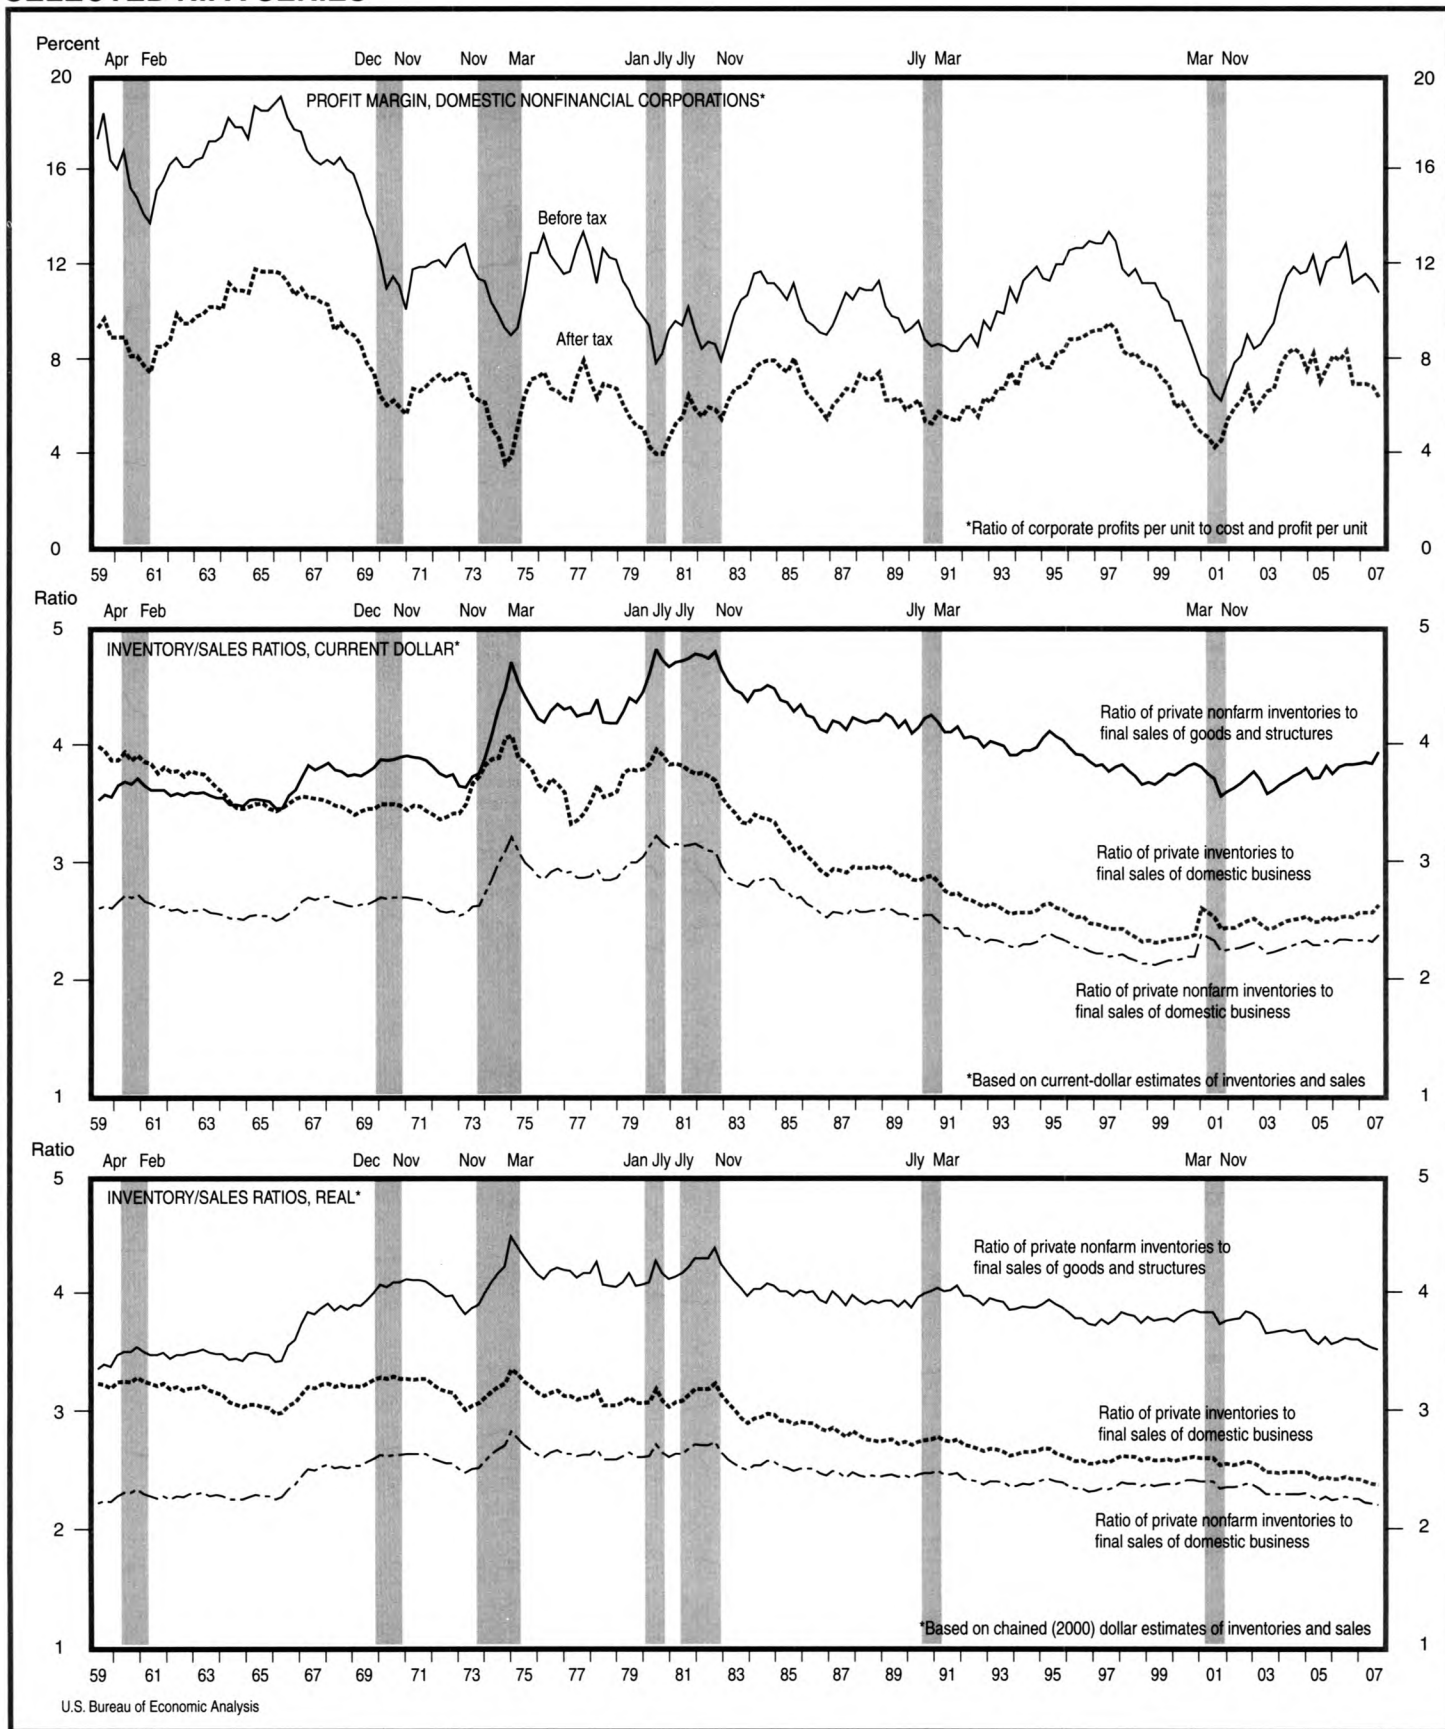 Percent
Apr Feb Dec Nov Nov Mar Jan Jly Jly Nov Jly Mar Mar Nov
20 20
PROFIT MARGIN, DOMESTIC NONFINANCIAL CORPORATIONS*
16 16
Before tax
12 12
After tax
8 8
4 4
*Ratio of corporate profits per unit to cost and profit per unit
0 0
59 61 63 65 67 69 71 73 75 77 79 81 83 85 87 89 91 93 95 97 99 01 03 05 07
Ratio
Apr Feb Dec Nov Nov Mar Jan Jly Jly Nov Jly Mar Mar Nov
5 5
INVENTORY/SALES RATIOS, CURRENT DOLLAR*
Ratio of private nonfarm inventories to
final sales of goods and structures
4 4
Ratio of private inventories to
final sales of domestic business
3 3
2 2
Ratio of private nonfarm inventories to
final sales of domestic business
*Based on current-dollar estimates of inventories and sales
1 1
59 61 63 65 67 69 71 73 75 77 79 81 83 85 87 89 91 93 95 97 99 01 03 05 07
Ratio
Apr Feb Dec Nov Nov Mar Jan Jly Jly Nov Jly Mar Mar Nov
5 5
INVENTORY/SALES RATIOS, REAL*
Ratio of private nonfarm inventories to
final sales of goods and structures
4 4
3 3
Ratio of private inventories to
final sales of domestic business
2 2
Ratio of private nonfarm inventories to
final sales of domestic business
*Based on chained (2000) dollar estimates of inventories and sales
1 1
59 61 63 65 67 69 71 73 75 77 79 81 83 85 87 89 91 93 95 97 99 01 03 05 07
U.S. Bureau of Economic Analysis